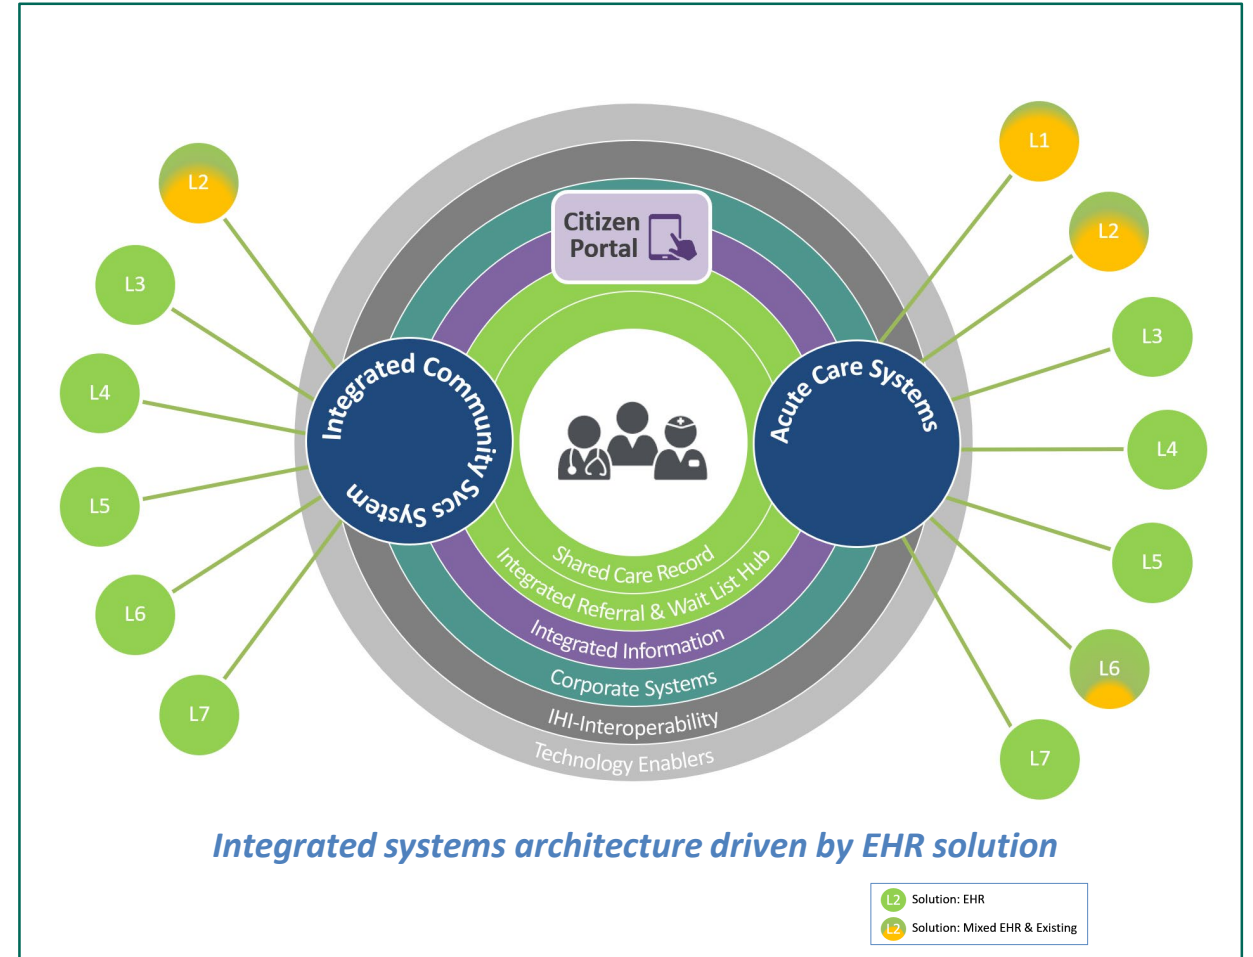 L1
L2
L2
Citizen
Portal
L3
L3
Integrated Community Svcs System
Acute Care Systems
L4
L4
L5
L5
Shared Care Record
Integrated Referral & Wait List Hub
L6
Integrated Information
L6
Corporate Systems
L7
IHI-Interoperability
Technology Enablers
L7
Integrated systems architecture driven by EHR solution
L2 Solution: EHR
L2 Solution: Mixed EHR & Existing